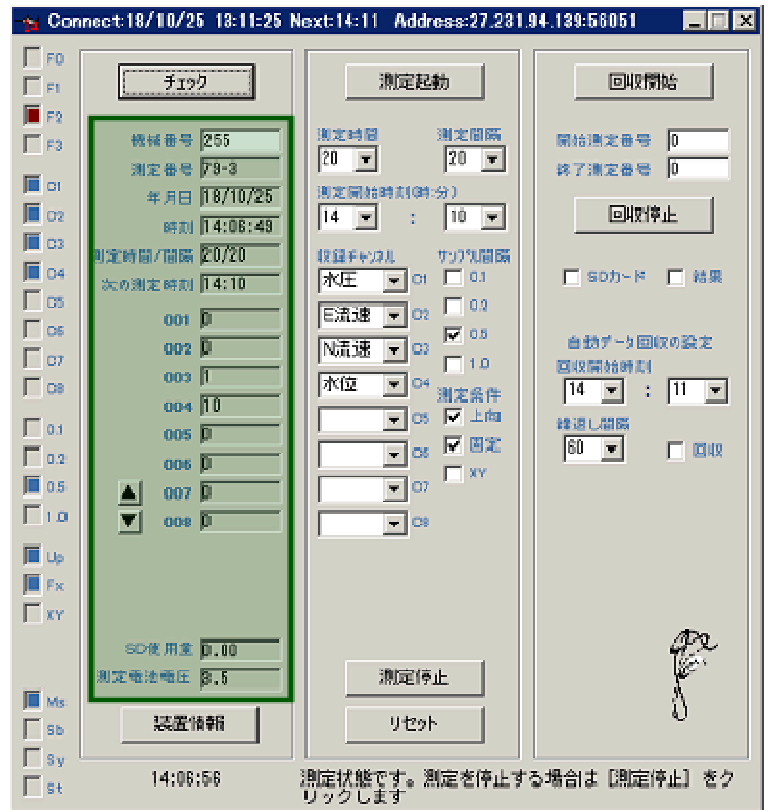 Connect:18/10/25 13:11:25 Next:14:11 Address:27.231.94.139:56051
F0
F1
F2
F3
C1
C2
C3
C4
C5
C6
C7
C8
0.1
0.2
0.5
1.0
Up
Fx
XY
Ms
Sb
Sy
St
チェック
機械番号 255
測定番号 79-3
年月日 18/10/25
時刻 14:06:49
測定時間/間隔 20/20
次の測定時刻 14:10
001 0
002 0
003 1
004 10
005 0
006 0
007 0
008 0
SD使用量 0.00
測定電池電圧 3.5
装置情報
14:06:56
測定起動
測定時間 測定間隔
20 20
測定開始時刻(時:分)
14 : 10
収録チャンネル サンプル間隔
水圧 C1 0.1
E流速 C2 0.2
N流速 C3 0.5
水位 C4 1.0
測定条件
C5 上向
C6 固定
C7 XY
C8
測定停止
リセット
回収開始
開始測定番号 0
終了測定番号 0
回収停止
SDカード 結果
自動データ回収の設定
回収開始時刻
14 : 11
繰返し間隔
60 回収
測定状態です。測定を停止する場合は [測定停止] をク
リックします